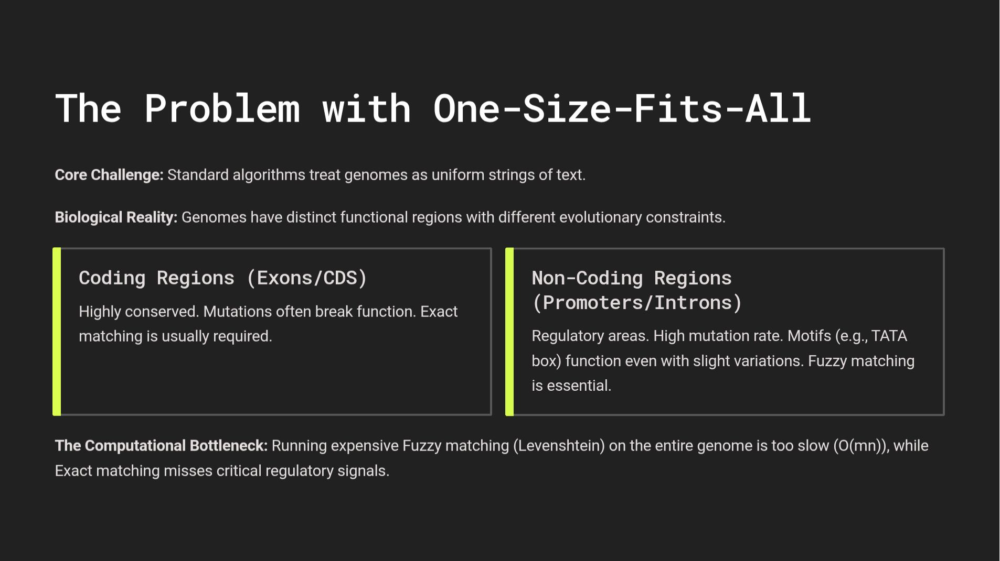 The Problem with One-Size-Fits-All
Core Challenge: Standard algorithms treat genomes as uniform strings of text.
Biological Reality: Genomes have distinct functional regions with different evolutionary constraints.
Coding Regions (Exons/CDS)
Highly conserved. Mutations often break function. Exact
matching is usually required.
Non-Coding Regions
(Promoters/Introns)
Regulatory areas. High mutation rate. Motifs (e.g., TATA
box) function even with slight variations. Fuzzy matching
is essential.
The Computational Bottleneck: Running expensive Fuzzy matching (Levenshtein) on the entire genome is too slow (O(mn)), while
Exact matching misses critical regulatory signals.